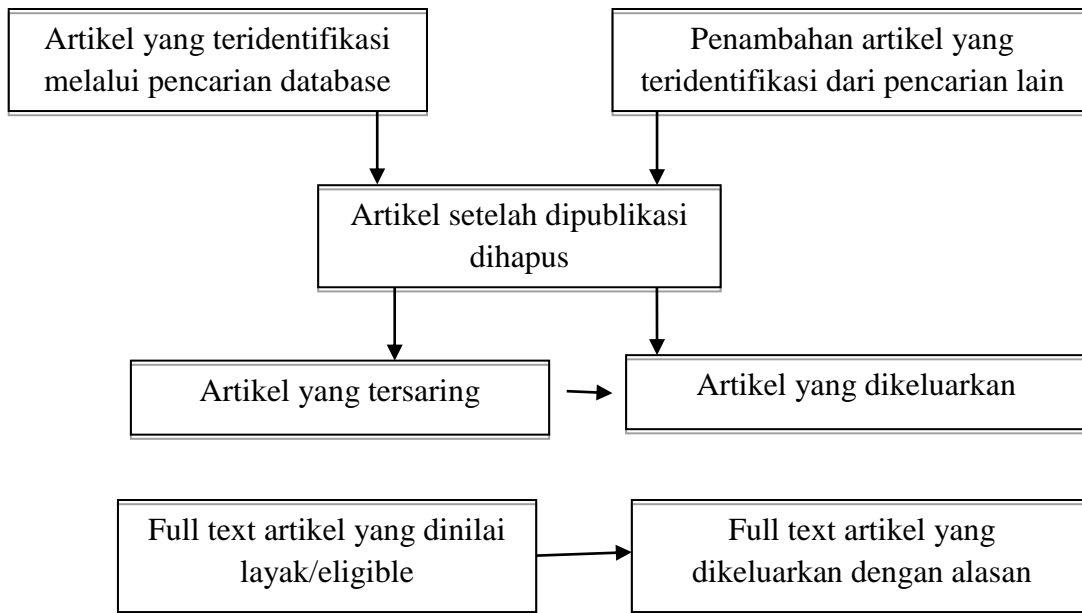 Artikel yang teridentifikasi
melalui pencarian database
Penambahan artikel yang
teridentifikasi dari pencarian lain
Artikel setelah dipublikasi
dihapus
Artikel yang tersaring
Artikel yang dikeluarkan
Full text artikel yang dinilai
layak/eligible
Full text artikel yang
dikeluarkan dengan alasan